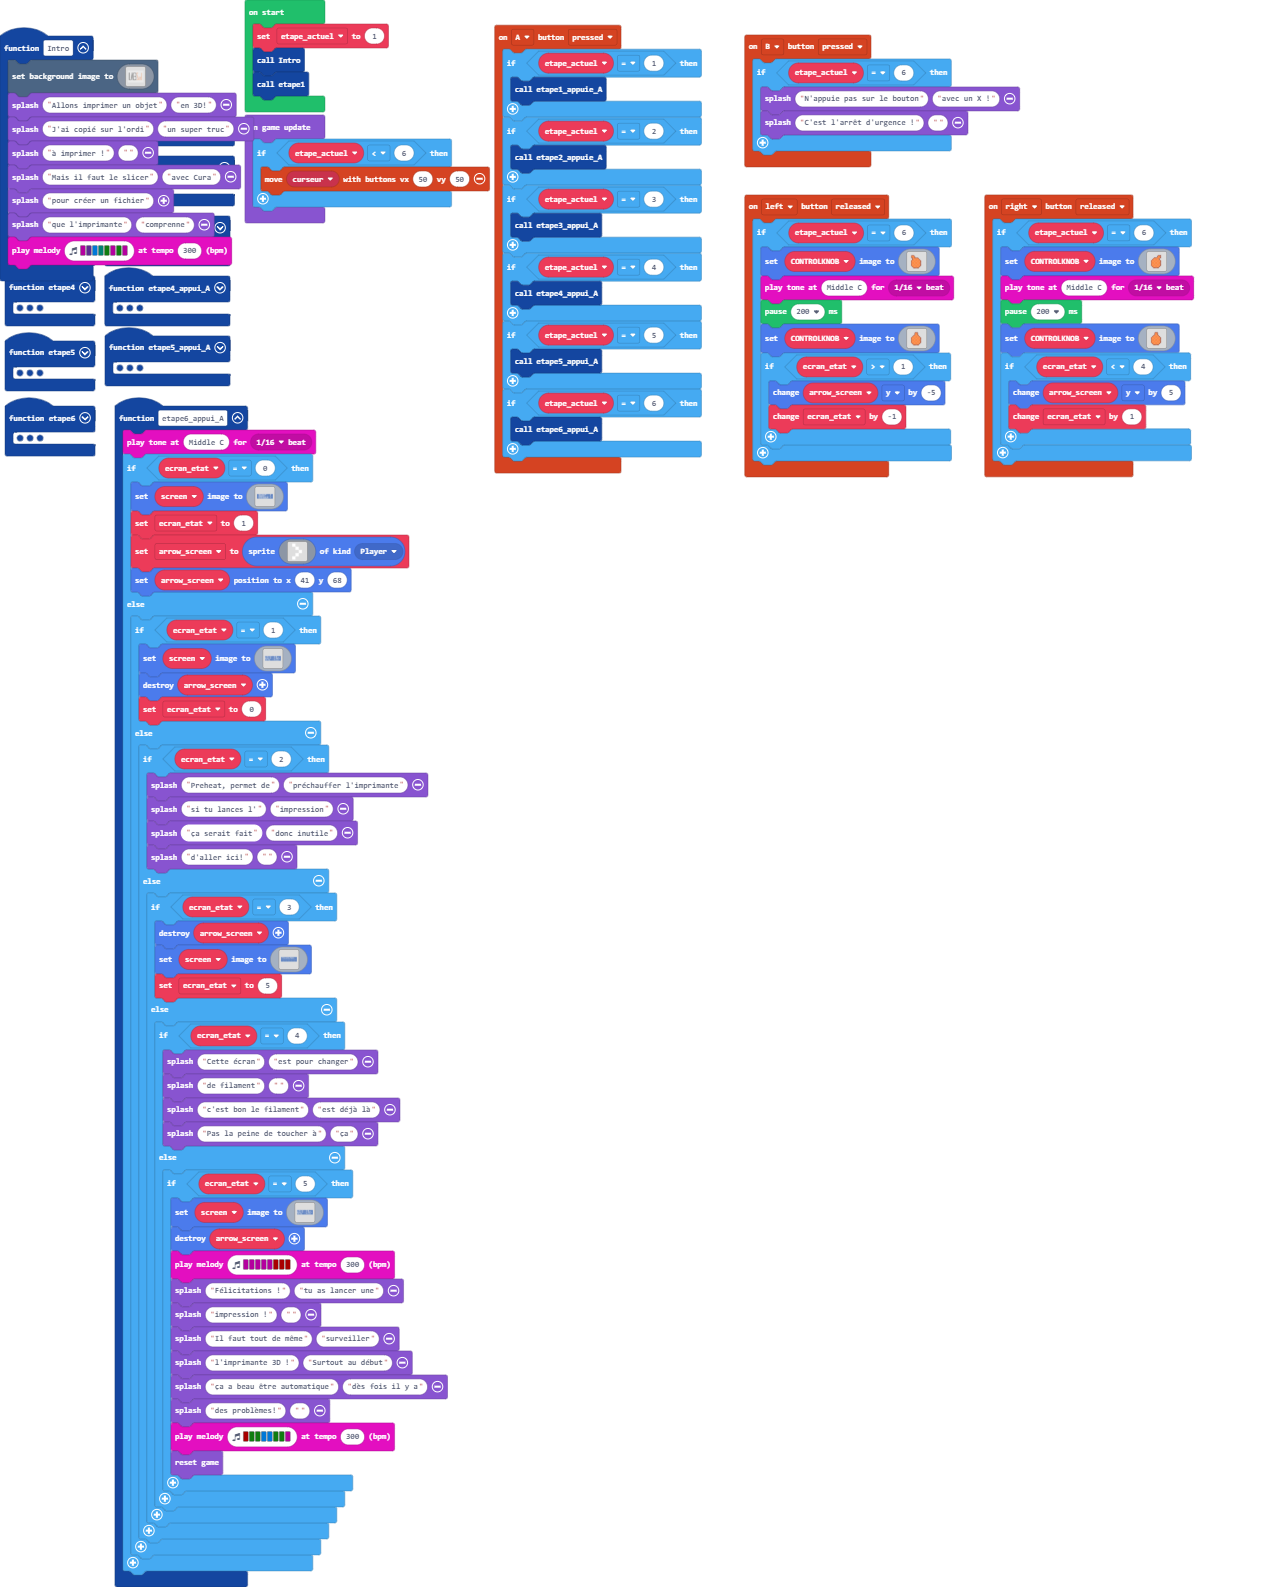 function Intro
set background image to
splash "Allons imprimer un objet" "en 3D!"
splash "J'ai copié sur l'ordi" "un super truc"
splash "à imprimer !" ""
splash "Mais il faut le slicer" "avec Cura"
splash "pour créer un fichier"
splash "que l'imprimante" "comprenne"
play melody at tempo 300 (bpm)
on start
set etape_actuel to 1
call Intro
call etape1
n game update
if etape_actuel < 6 then
move curseur with buttons vx 50 vy 50
function etape4
function etape4_appui_A
function etape5
function etape5_appui_A
function etape6
function etape6_appui_A
play tone at Middle C for 1/16 beat
if ecran_etat = 0 then
set screen image to
set ecran_etat to 1
set arrow_screen to sprite of kind Player
set arrow_screen position to x 41 y 68
else
if ecran_etat = 1 then
set screen image to
destroy arrow_screen
set ecran_etat to 0
else
if ecran_etat = 2 then
splash "Preheat, permet de" "préchauffer l'imprimante"
splash "si tu lances l'" "impression"
splash "ça serait fait" "donc inutile"
splash "d'aller ici!" ""
else
if ecran_etat = 3 then
destroy arrow_screen
set screen image to
set ecran_etat to 5
else
if ecran_etat = 4 then
splash "Cette écran" "est pour changer"
splash "de filament" ""
splash "c'est bon le filament" "est déjà là"
splash "Pas la peine de toucher à" "ça"
else
if ecran_etat = 5 then
set screen image to
destroy arrow_screen
play melody at tempo 300 (bpm)
splash "Félicitations !" "tu as lancer une"
splash "impression !" ""
splash "Il faut tout de même" "surveiller"
splash "l'imprimante 3D !" "Surtout au début"
splash "ça a beau être automatique" "dès fois il y a"
splash "des problèmes!" ""
play melody at tempo 300 (bpm)
reset game
on A button pressed
if etape_actuel = 1 then
call etape1_appuie_A
if etape_actuel = 2 then
call etape2_appuie_A
if etape_actuel = 3 then
call etape3_appui_A
if etape_actuel = 4 then
call etape4_appui_A
if etape_actuel = 5 then
call etape5_appui_A
if etape_actuel = 6 then
call etape6_appui_A
on B button pressed
if etape_actuel = 6 then
splash "N'appuie pas sur le bouton" "avec un X !"
splash "C'est l'arrêt d'urgence !" ""
on left button released
if etape_actuel = 6 then
set CONTROLKNOB image to
play tone at Middle C for 1/16 beat
pause 200 ms
set CONTROLKNOB image to
if ecran_etat > 1 then
change arrow_screen y by -5
change ecran_etat by -1
on right button released
if etape_actuel = 6 then
set CONTROLKNOB image to
play tone at Middle C for 1/16 beat
pause 200 ms
set CONTROLKNOB image to
if ecran_etat < 4 then
change arrow_screen y by 5
change ecran_etat by 1